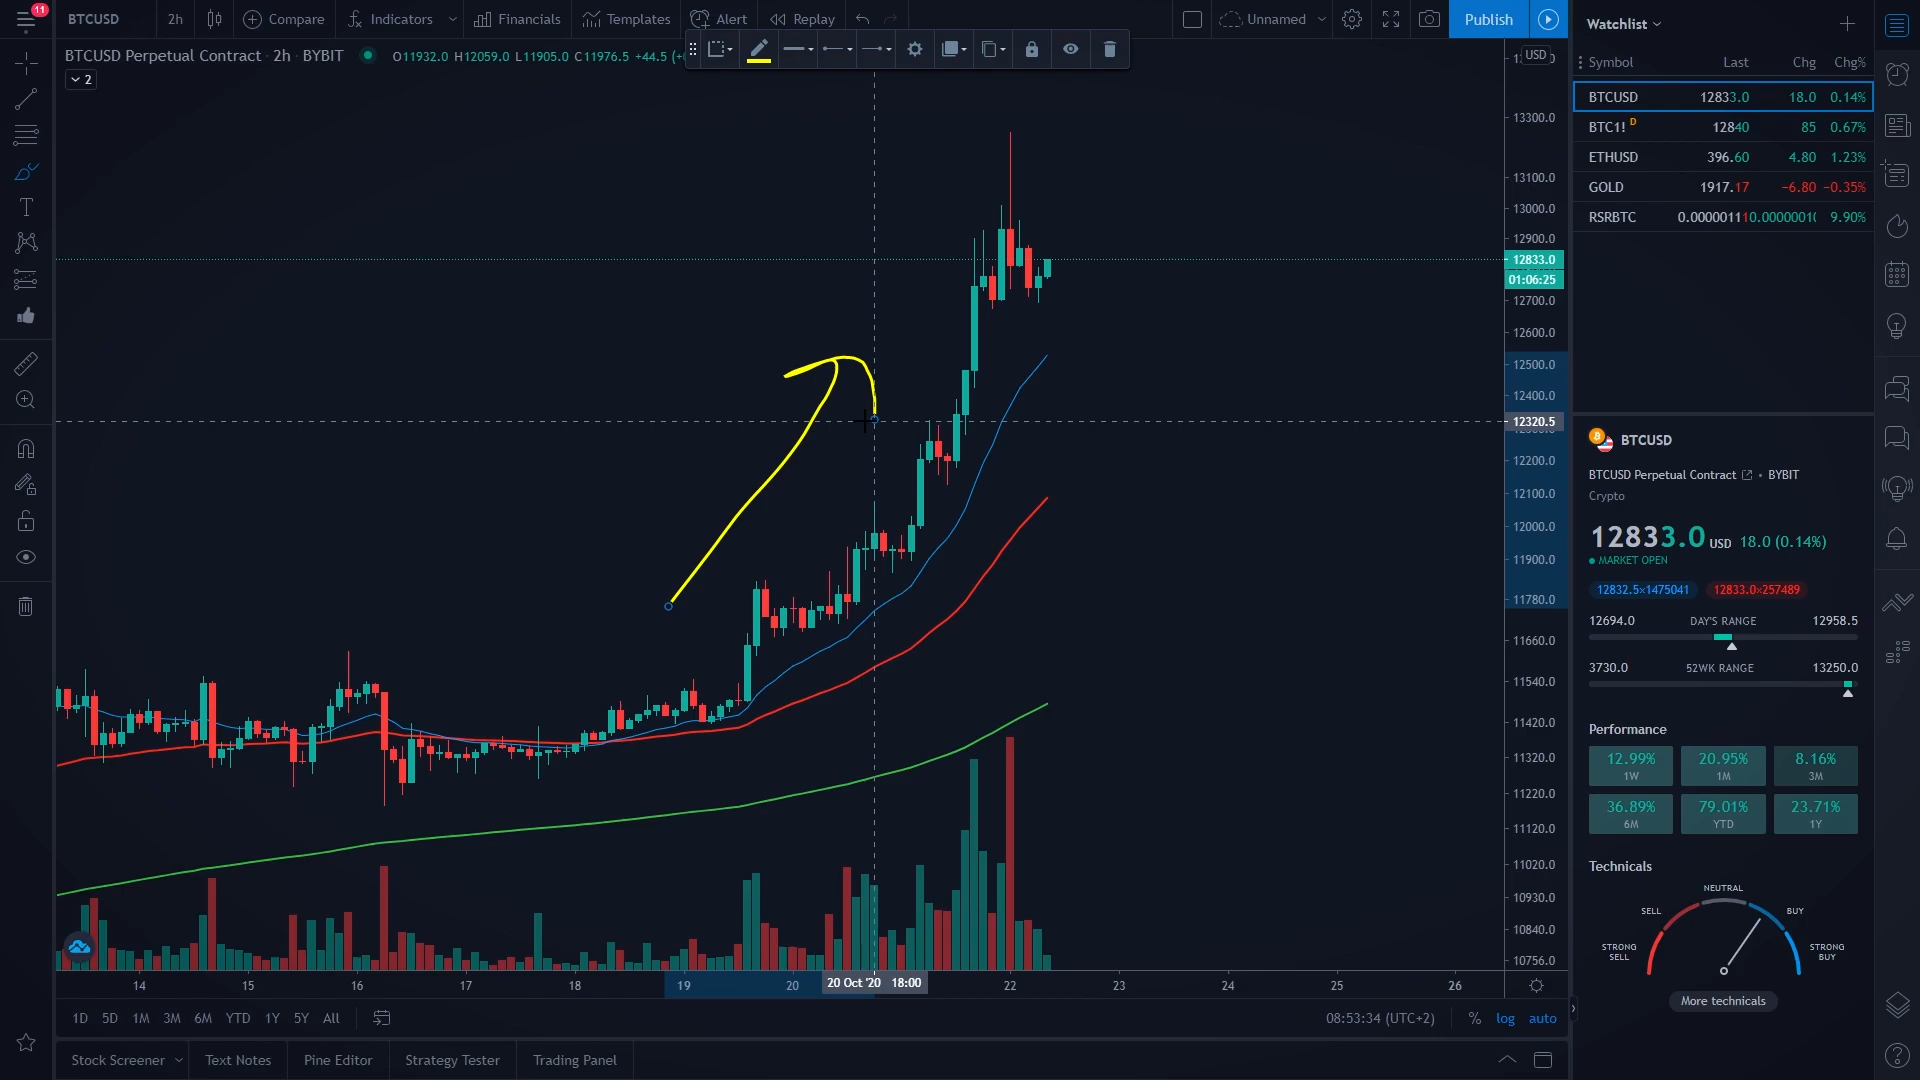 11
BTCUSD 2h Compare Indicators Financials Templates Alert Replay Unnamed Publish
BTCUSD Perpetual Contract · 2h · BYBIT O11932.0 H12059.0 L11905.0 C11976.5 +44.5
2
USD
13300.0
13100.0
13000.0
12900.0
12833.0
01:06:25
12700.0
12600.0
12500.0
12400.0
12320.5
12200.0
12100.0
12000.0
11900.0
11780.0
11660.0
11540.0
11420.0
11320.0
11220.0
11120.0
11020.0
10930.0
10840.0
10756.0
14 15 16 17 18 19 20 20 Oct '20 18:00 22 23 24 25 26
1D 5D 1M 3M 6M YTD 1Y 5Y All 08:53:34 (UTC+2) % log auto
Stock Screener Text Notes Pine Editor Strategy Tester Trading Panel
Watchlist
Symbol Last Chg Chg%
BTCUSD 12833.0 18.0 0.14%
BTC1! D 12840 85 0.67%
ETHUSD 396.60 4.80 1.23%
GOLD 1917.17 −6.80 −0.35%
RSRBTC 0.00000111 0.0000001( 9.90%
BTCUSD
BTCUSD Perpetual Contract • BYBIT
Crypto
12833.0 USD 18.0 (0.14%)
MARKET OPEN
12832.5×1475041 12833.0×257489
12694.0 DAY'S RANGE 12958.5
3730.0 52WK RANGE 13250.0
Performance
12.99% 20.95% 8.16%
1W 1M 3M
36.89% 79.01% 23.71%
6M YTD 1Y
Technicals
NEUTRAL
SELL BUY
STRONG SELL STRONG BUY
More technicals